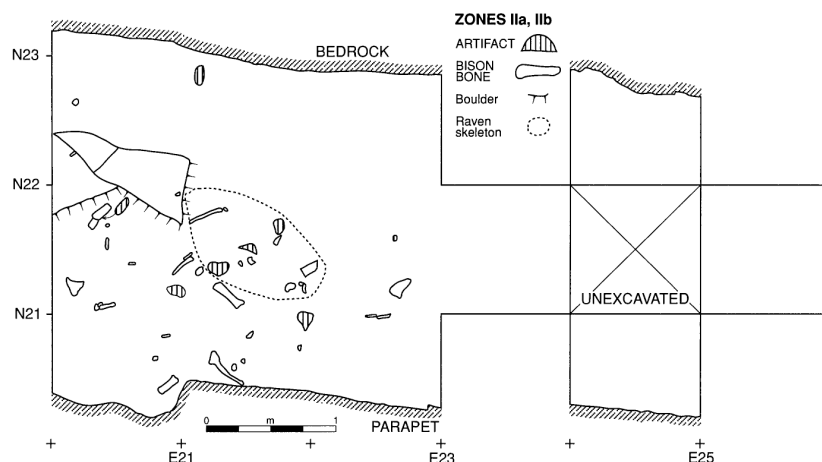 ZONES IIa, IIb
ARTIFACT
BISON
BONE
Boulder
Raven
skeleton
N23
BEDROCK
N22
UNEXCAVATED
N21
0 m 1
PARAPET
E21 E23 E25